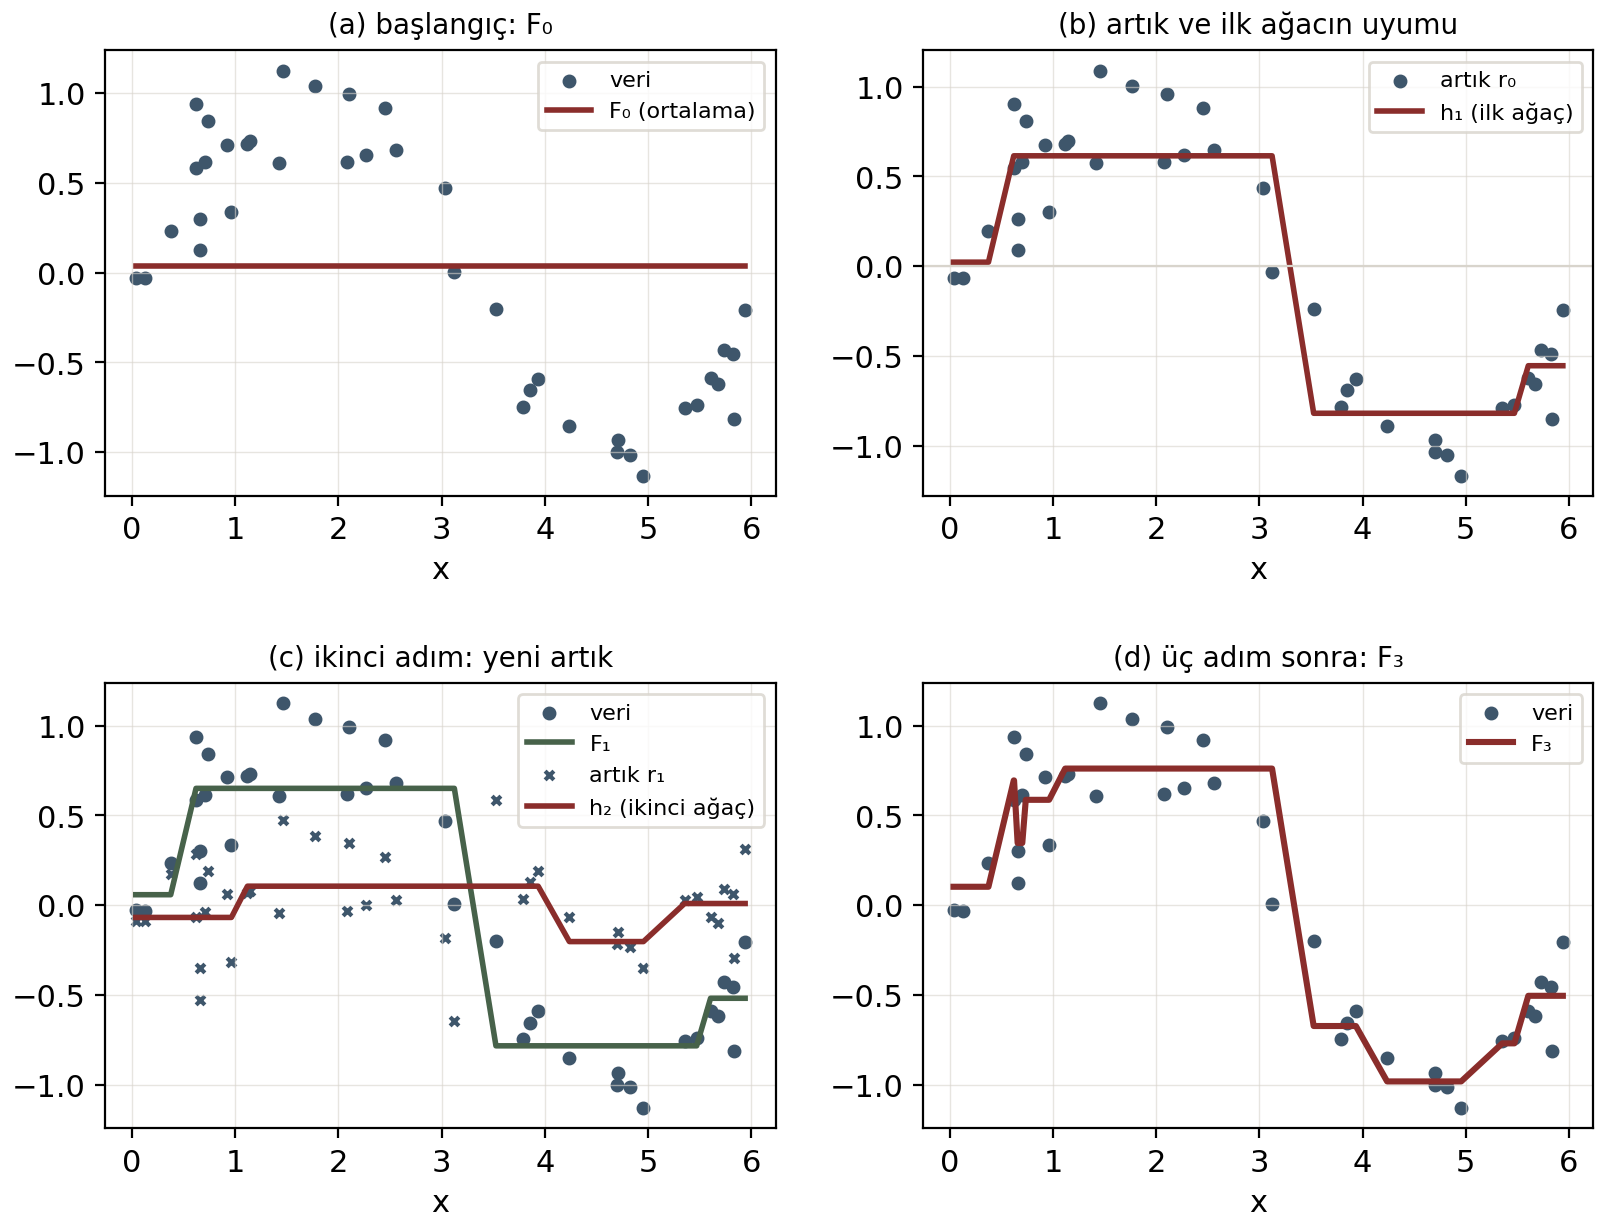 (a) başlangıç: F₀
veri
F₀ (ortalama)
1.0
0.5
0.0
−0.5
−1.0
0 1 2 3 4 5 6
x
(b) artık ve ilk ağacın uyumu
artık r₀
h₁ (ilk ağaç)
1.0
0.5
0.0
−0.5
−1.0
0 1 2 3 4 5 6
x
(c) ikinci adım: yeni artık
veri
F₁
artık r₁
h₂ (ikinci ağaç)
1.0
0.5
0.0
−0.5
−1.0
0 1 2 3 4 5 6
x
(d) üç adım sonra: F₃
veri
F₃
1.0
0.5
0.0
−0.5
−1.0
0 1 2 3 4 5 6
x